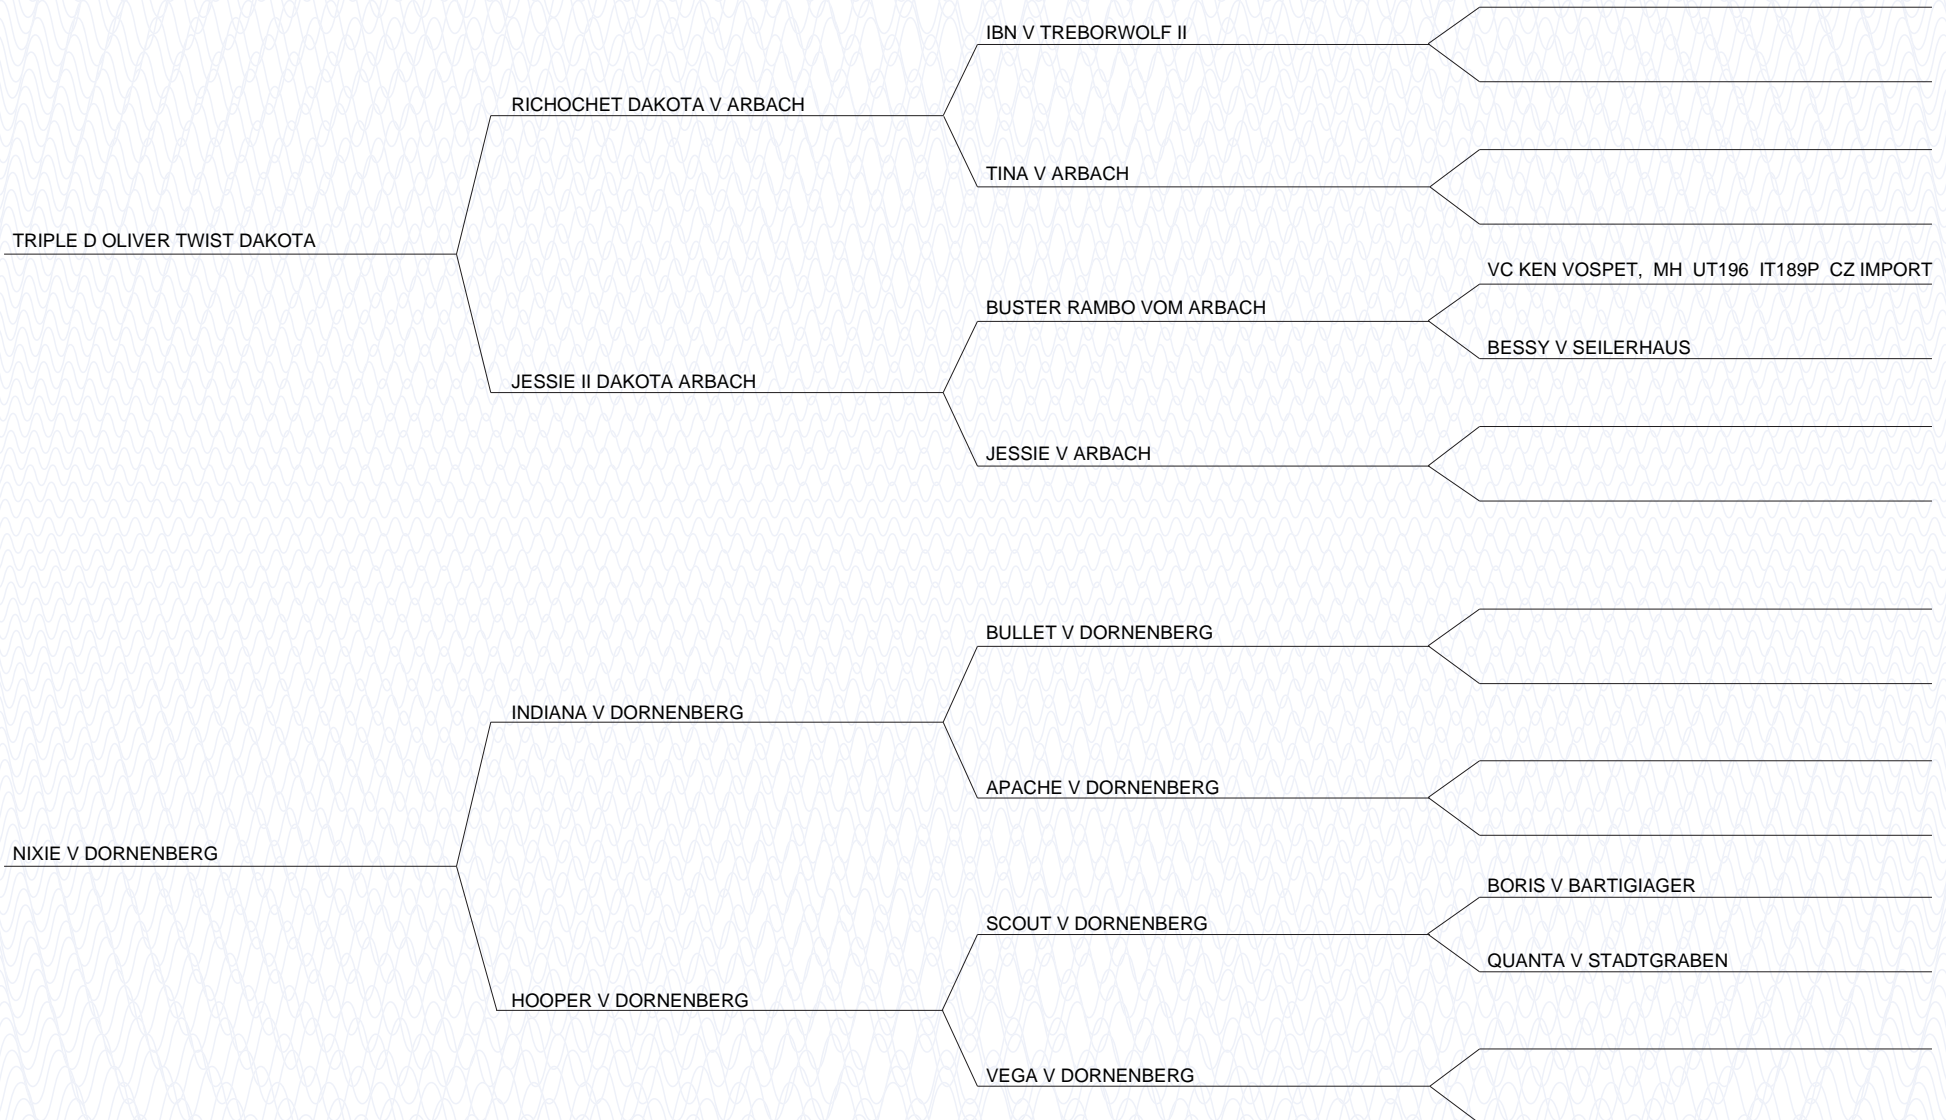 IBN V TREBORWOLF II
RICHOCHET DAKOTA V ARBACH
TINA V ARBACH
TRIPLE D OLIVER TWIST DAKOTA
VC KEN VOSPET,  MH  UT196  IT189P  CZ IMPORT
BUSTER RAMBO VOM ARBACH
BESSY V SEILERHAUS
JESSIE II DAKOTA ARBACH
JESSIE V ARBACH
BULLET V DORNENBERG
INDIANA V DORNENBERG
APACHE V DORNENBERG
NIXIE V DORNENBERG
BORIS V BARTIGIAGER
SCOUT V DORNENBERG
QUANTA V STADTGRABEN
HOOPER V DORNENBERG
VEGA V DORNENBERG